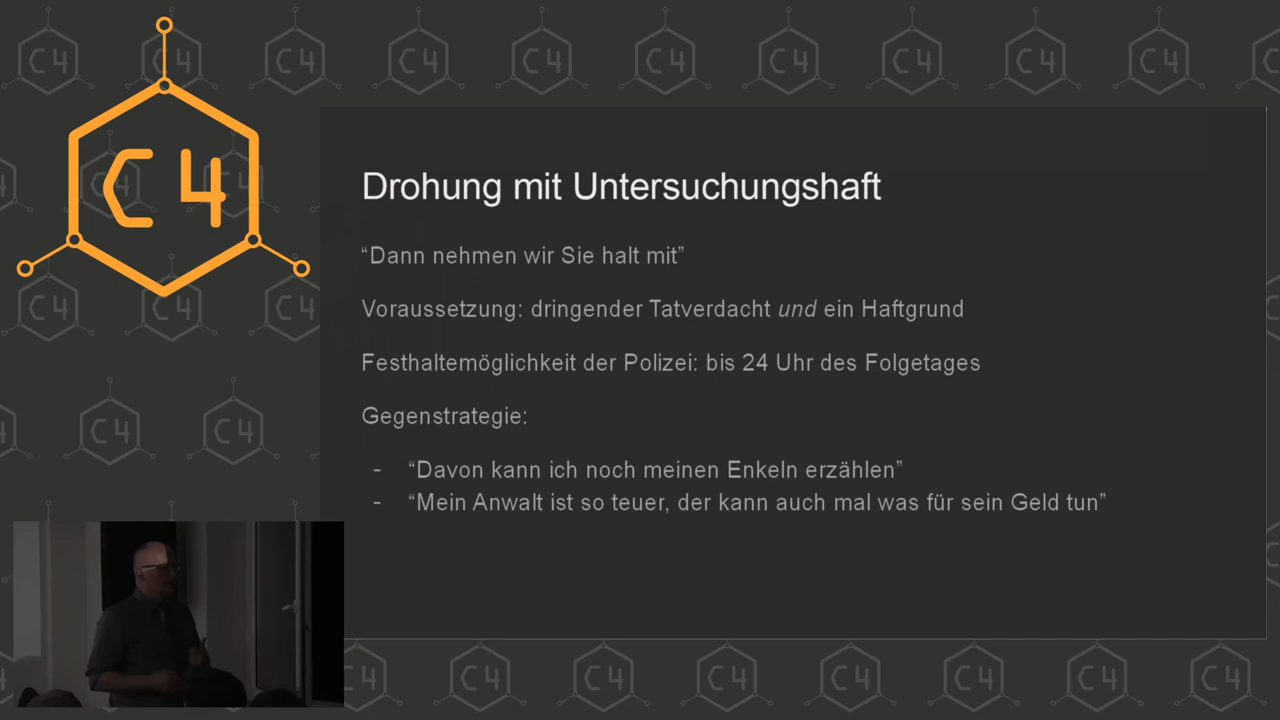 C4
Drohung mit Untersuchungshaft
“Dann nehmen wir Sie halt mit”
Voraussetzung: dringender Tatverdacht und ein Haftgrund
Festhaltemöglichkeit der Polizei: bis 24 Uhr des Folgetages
Gegenstrategie:
- “Davon kann ich noch meinen Enkeln erzählen”
- “Mein Anwalt ist so teuer, der kann auch mal was für sein Geld tun”